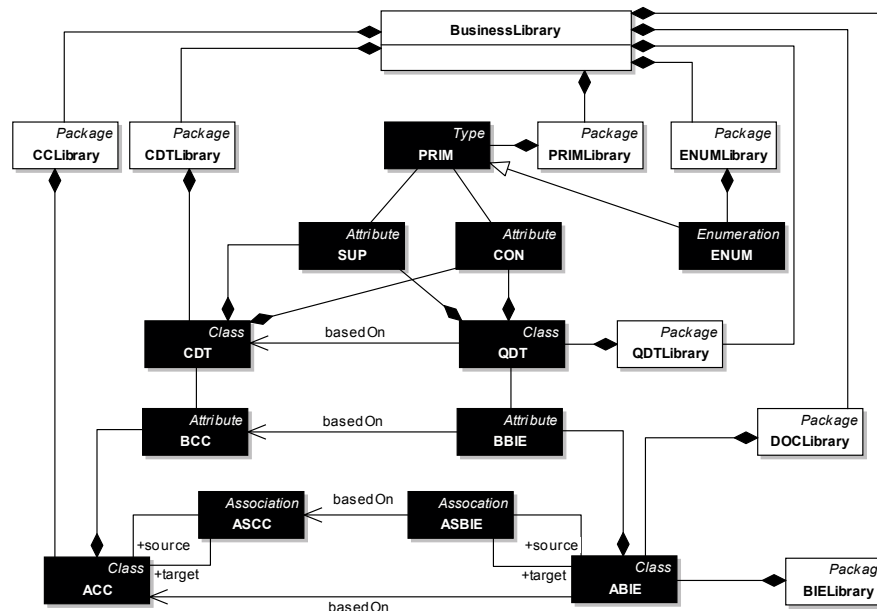 BusinessLibrary
Package
CCLibrary
Package
CDTLibrary
Type
PRIM
Package
PRIMLibrary
Package
ENUMLibrary
Attribute
SUP
Attribute
CON
Enumeration
ENUM
Class
CDT
basedOn
Class
QDT
Package
QDTLibrary
Attribute
BCC
basedOn
Attribute
BBIE
Package
DOCLibrary
Association
ASCC
basedOn
Assocation
ASBIE
+source
+target
+source
+target
Class
ACC
basedOn
Class
ABIE
Packag
BIELibrary